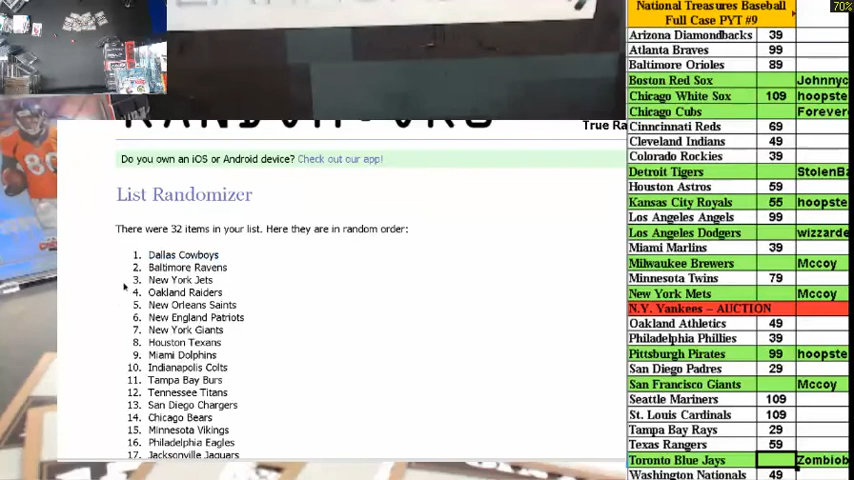 70%
National Treasures Baseball
Full Case PYT #9
Arizona Diamondbacks 39
Atlanta Braves 99
Baltimore Orioles 89
Boston Red Sox Johnnyc
Chicago White Sox 109 hoopste
Chicago Cubs Forever
Cinncinnati Reds 69
Cleveland Indians 49
Colorado Rockies 39
Detroit Tigers StolenBa
Houston Astros 59
Kansas City Royals 55 hoopste
Los Angeles Angels 99
Los Angeles Dodgers wizzarde
Miami Marlins 39
Milwaukee Brewers Mccoy
Minnesota Twins 79
New York Mets Mccoy
N.Y. Yankees – AUCTION
Oakland Athletics 49
Philadelphia Phillies 39
Pittsburgh Pirates 99 hoopste
San Diego Padres 29
San Francisco Giants Mccoy
Seattle Mariners 109
St. Louis Cardinals 109
Tampa Bay Rays 29
Texas Rangers 59
Toronto Blue Jays Zombiob
Washington Nationals 49
RANDOM.ORG
True Ra
Do you own an iOS or Android device? Check out our app!
List Randomizer
There were 32 items in your list. Here they are in random order:
1. Dallas Cowboys
2. Baltimore Ravens
3. New York Jets
4. Oakland Raiders
5. New Orleans Saints
6. New England Patriots
7. New York Giants
8. Houston Texans
9. Miami Dolphins
10. Indianapolis Colts
11. Tampa Bay Burs
12. Tennessee Titans
13. San Diego Chargers
14. Chicago Bears
15. Minnesota Vikings
16. Philadelphia Eagles
17. Jacksonville Jaguars
80